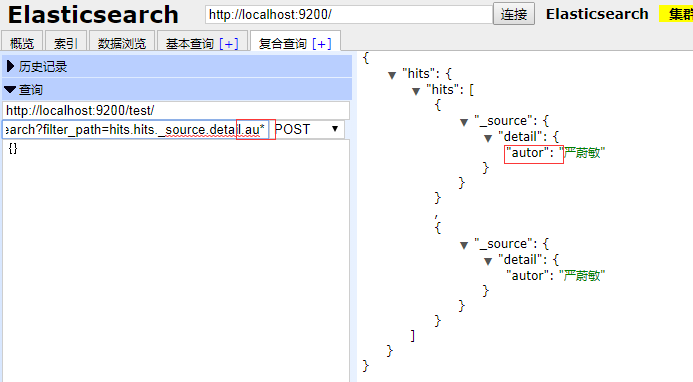 Elasticsearch http://localhost:9200/ 连接 Elasticsearch 集群
概览 索引 数据浏览 基本查询 [+] 复合查询 [+]
历史记录
查询
http://localhost:9200/test/
earch?filter_path=hits.hits._source.detail.au* POST
{}
{
"hits": {
"hits": [
{
"_source": {
"detail": {
"autor": "严蔚敏"
}
}
}
,
{
"_source": {
"detail": {
"autor": "严蔚敏"
}
}
}
]
}
}